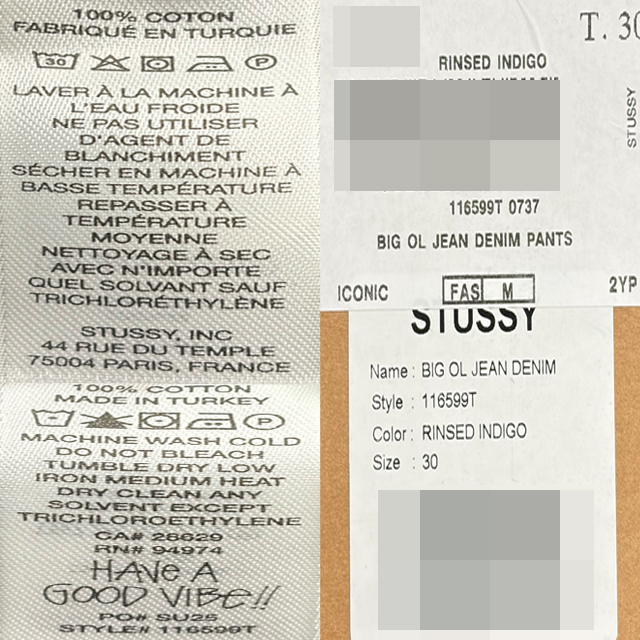 100% COTON
FABRIQUÉ EN TURQUIE
30
P
LAVER À LA MACHINE À
L'EAU FROIDE
NE PAS UTILISER
D'AGENT DE
BLANCHIMENT
SÉCHER EN MACHINE À
BASSE TEMPÉRATURE
REPASSER À
TEMPÉRATURE
MOYENNE
NETTOYAGE À SEC
AVEC N'IMPORTE
QUEL SOLVANT SAUF
TRICHLORÉTHYLÈNE
STUSSY, INC
44 RUE DU TEMPLE
75004 PARIS, FRANCE
100% COTTON
MADE IN TURKEY
P
MACHINE WASH COLD
DO NOT BLEACH
TUMBLE DRY LOW
IRON MEDIUM HEAT
DRY CLEAN ANY
SOLVENT EXCEPT
TRICHLOROETHYLENE
CA# 28629
RN# 94974
HAVE A
GOOD VIBE!!
PO# SU25
STYLE# 116599T
T. 30
RINSED INDIGO
STUSSY
116599T 0737
BIG OL JEAN DENIM PANTS
ICONIC
FAS M
2YP
STUSSY
Name : BIG OL JEAN DENIM
Style : 116599T
Color : RINSED INDIGO
Size : 30